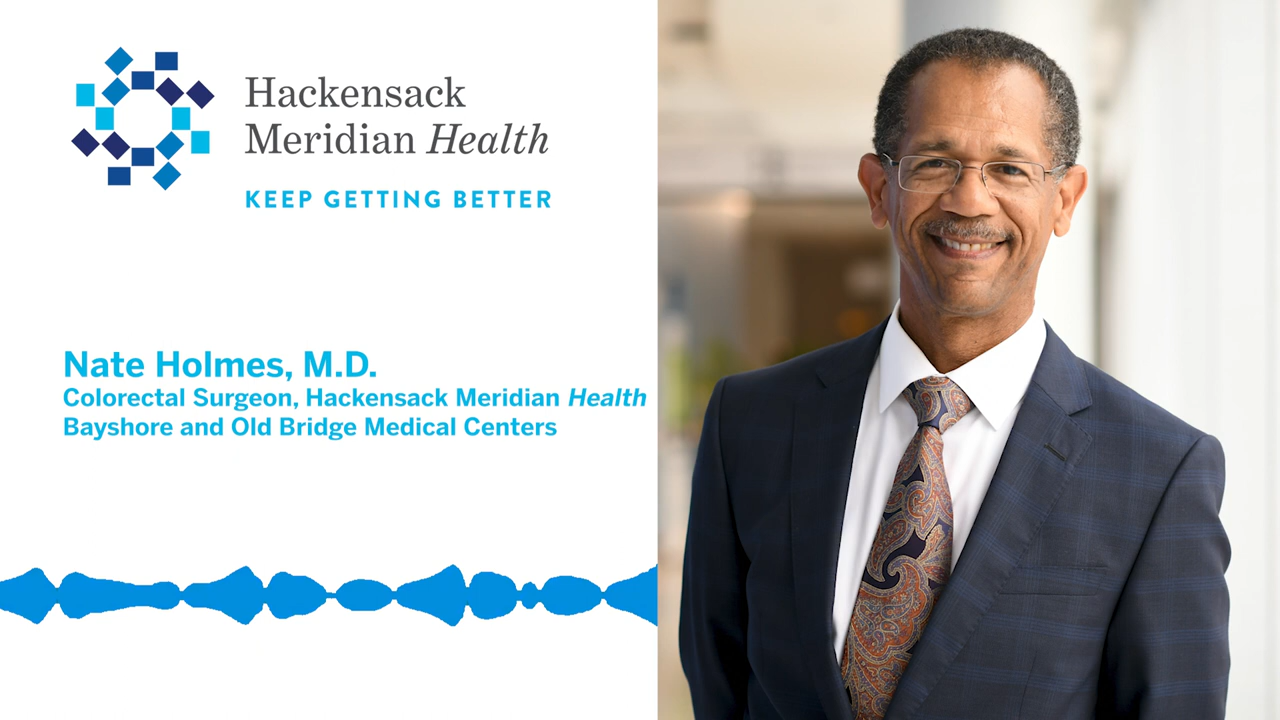 Hackensack
Meridian Health
KEEP GETTING BETTER
Nate Holmes, M.D.
Colorectal Surgeon, Hackensack Meridian Health
Bayshore and Old Bridge Medical Centers